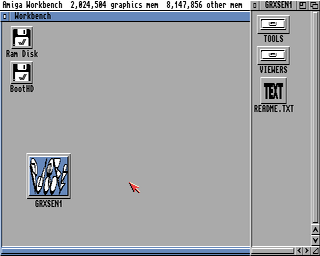 Amiga Workbench 2,024,504 graphics mem 8,147,856 other mem
GRXSEN1
Workbench
Ram Disk
BootHD
GRXSEN1
TOOLS
VIEWERS
TEXT
README.TXT